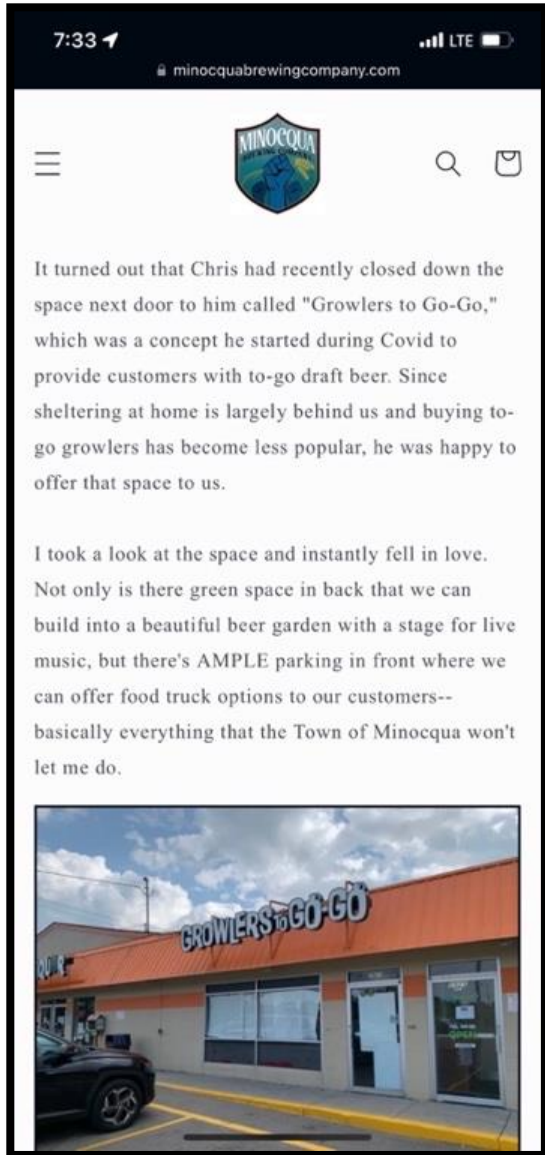 7:33
LTE
minocquabrewingcompany.com
MINOCQUA
BREWING COMPANY
It turned out that Chris had recently closed down the
space next door to him called "Growlers to Go-Go,"
which was a concept he started during Covid to
provide customers with to-go draft beer. Since
sheltering at home is largely behind us and buying to-
go growlers has become less popular, he was happy to
offer that space to us.
I took a look at the space and instantly fell in love.
Not only is there green space in back that we can
build into a beautiful beer garden with a stage for live
music, but there's AMPLE parking in front where we
can offer food truck options to our customers--
basically everything that the Town of Minocqua won't
let me do.
GROWLERS TO GO-GO
OPEN